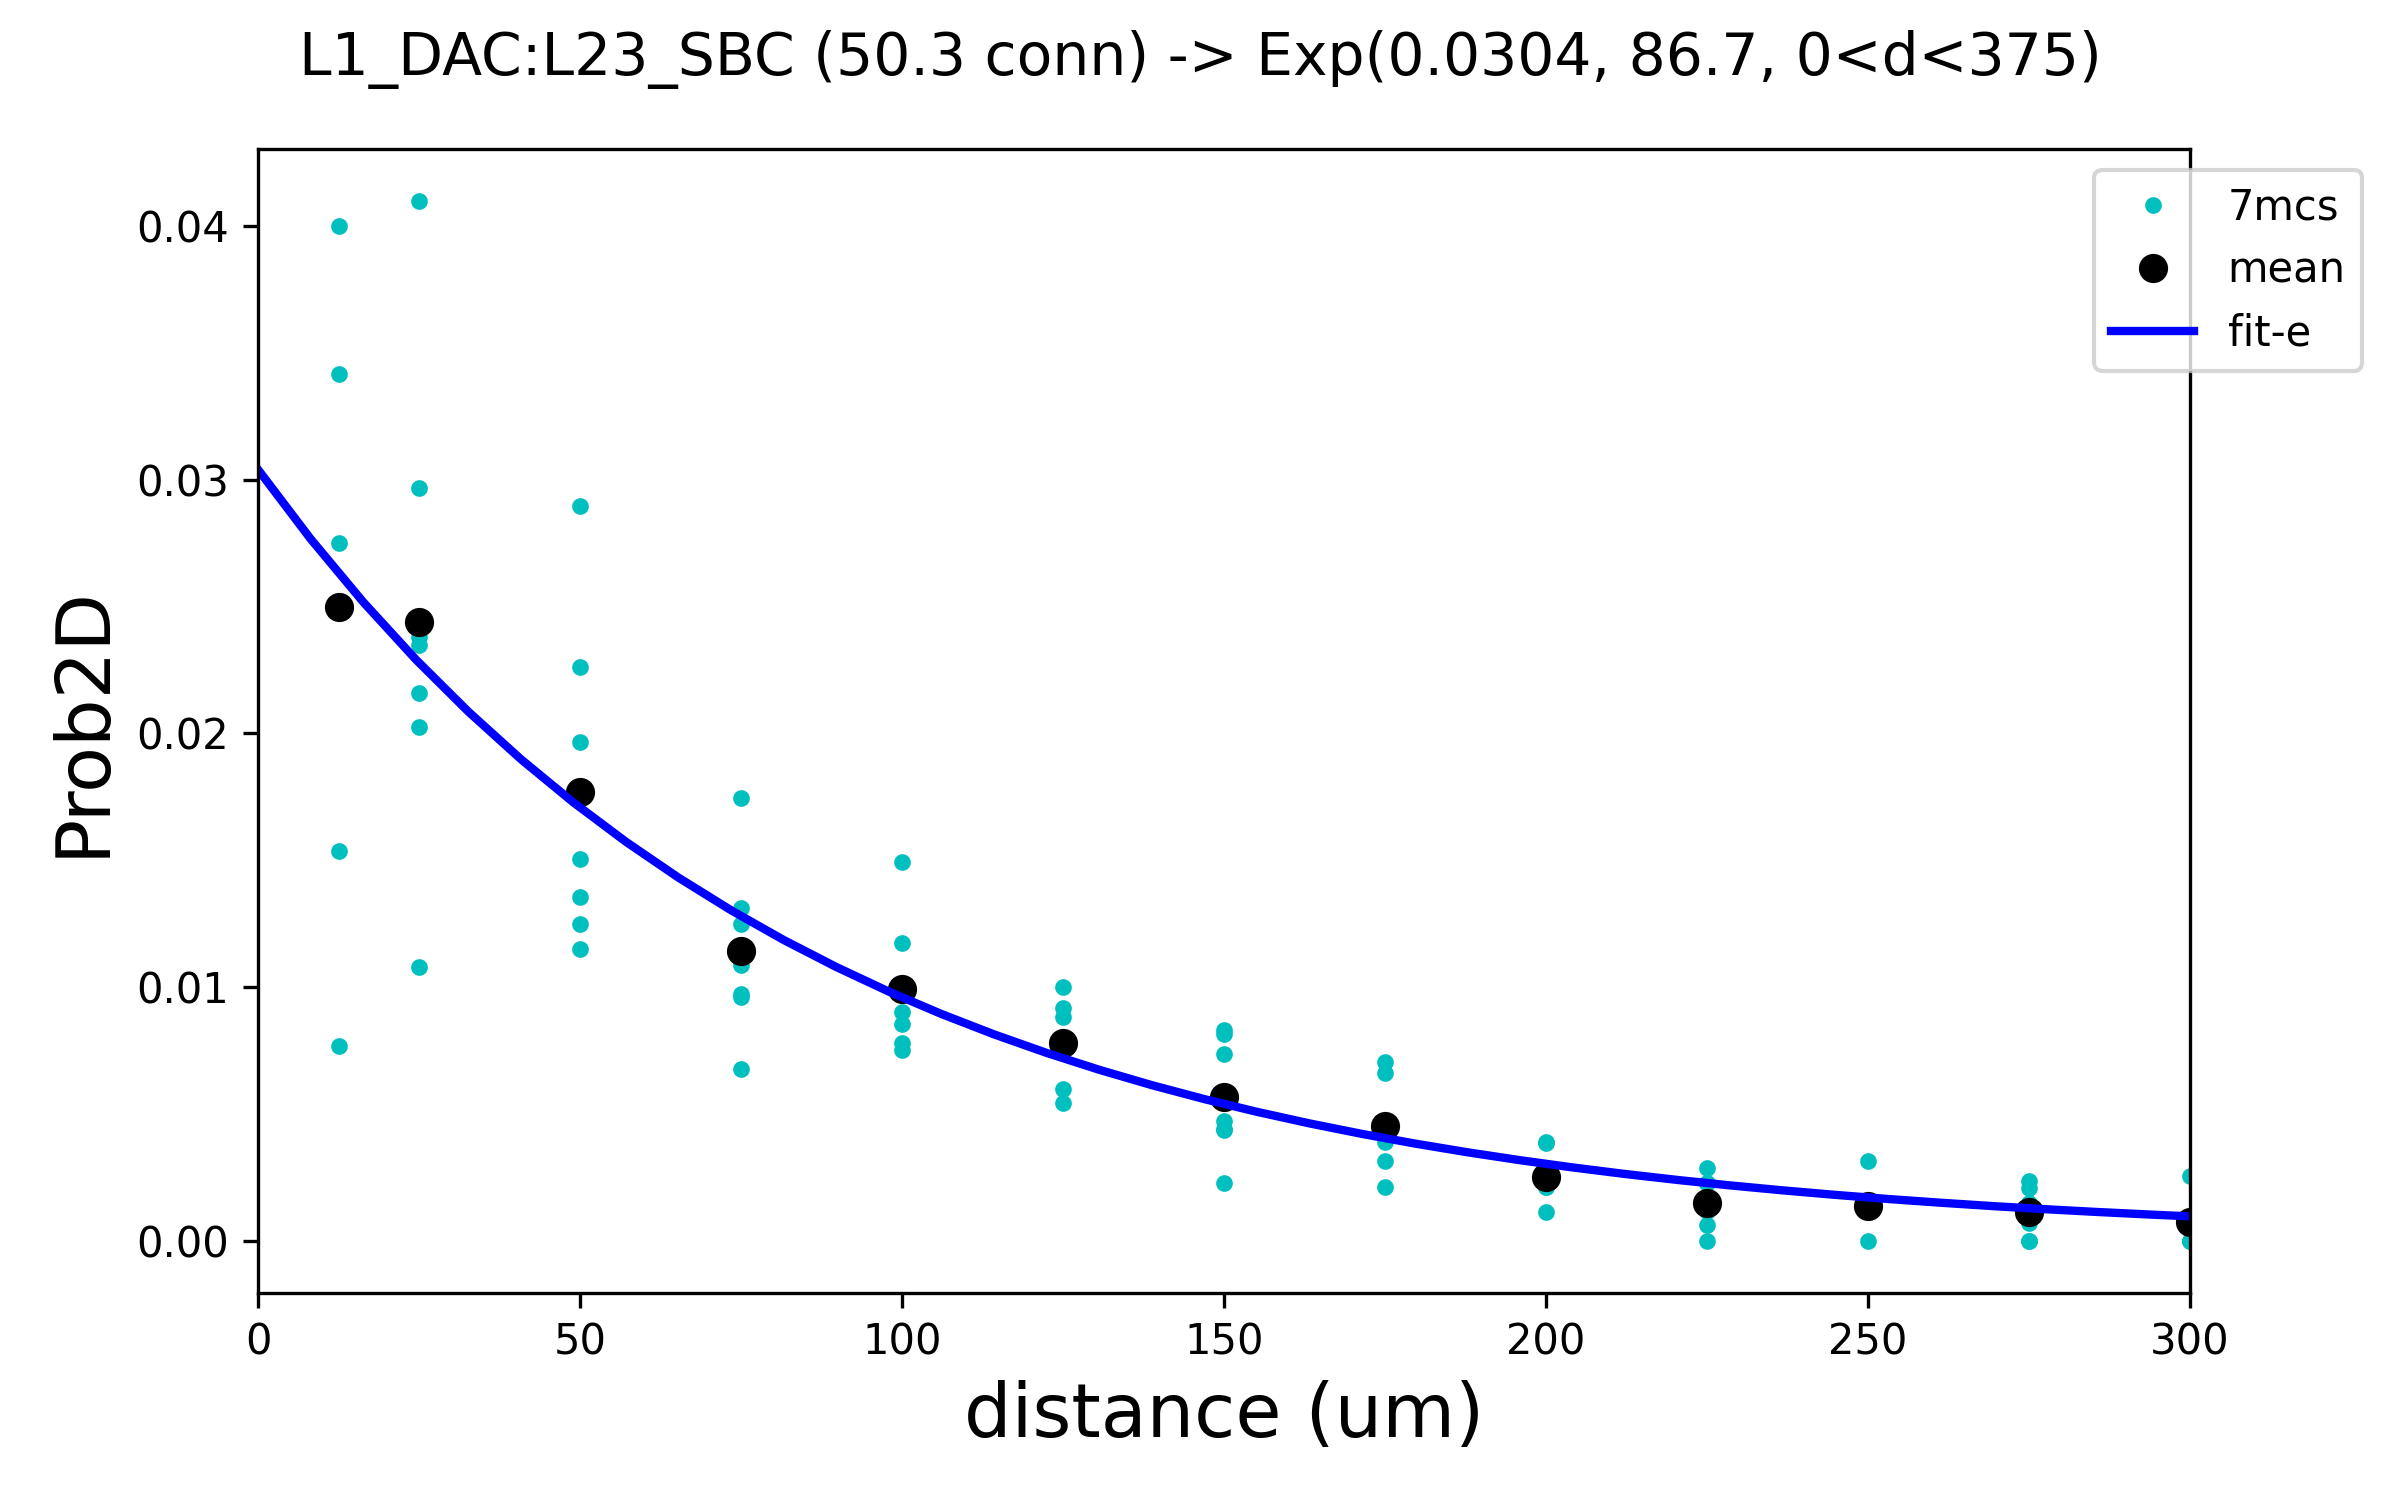 L1_DAC:L23_SBC (50.3 conn) -> Exp(0.0304, 86.7, 0<d<375)
7mcs
mean
fit-e
Prob2D
0.04
0.03
0.02
0.01
0.00
0 50 100 150 200 250 300
distance (um)